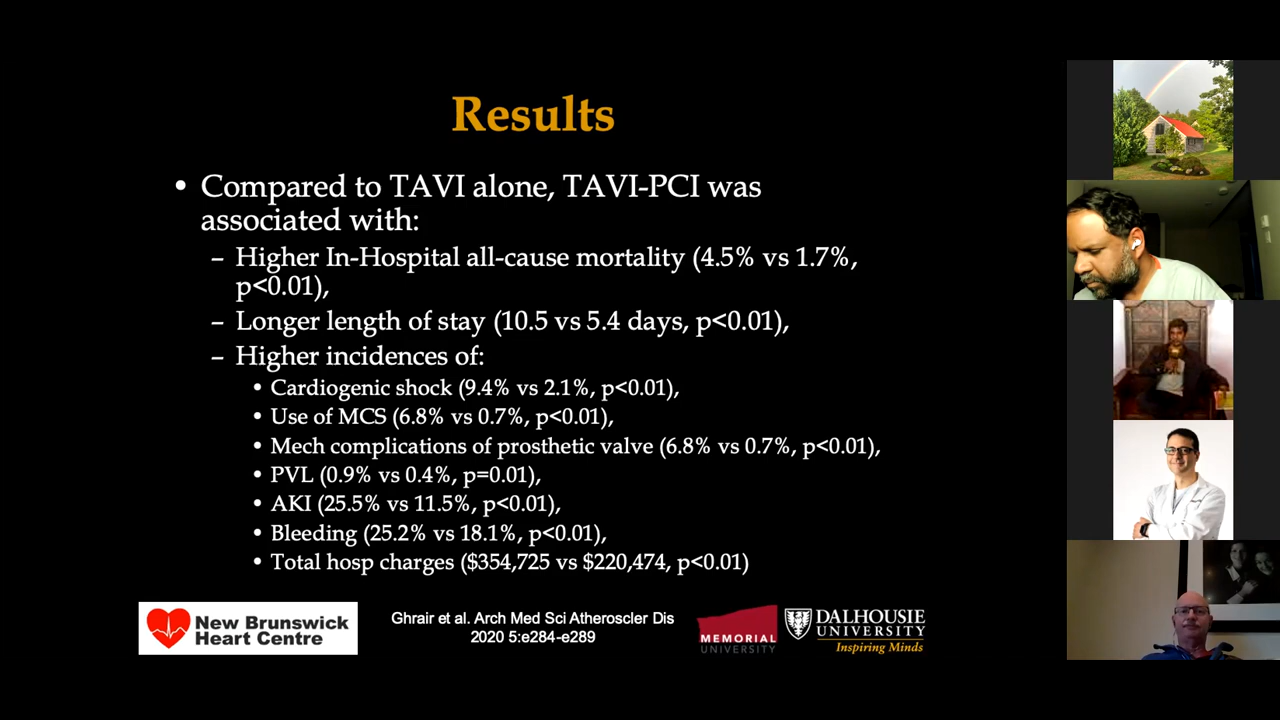 Results
• Compared to TAVI alone, TAVI-PCI was
associated with:
– Higher In-Hospital all-cause mortality (4.5% vs 1.7%,
p<0.01),
– Longer length of stay (10.5 vs 5.4 days, p<0.01),
– Higher incidences of:
• Cardiogenic shock (9.4% vs 2.1%, p<0.01),
• Use of MCS (6.8% vs 0.7%, p<0.01),
• Mech complications of prosthetic valve (6.8% vs 0.7%, p<0.01),
• PVL (0.9% vs 0.4%, p=0.01),
• AKI (25.5% vs 11.5%, p<0.01),
• Bleeding (25.2% vs 18.1%, p<0.01),
• Total hosp charges ($354,725 vs $220,474, p<0.01)
New Brunswick
Heart Centre
Ghrair et al. Arch Med Sci Atheroscler Dis
2020 5:e284-e289
MEMORIAL
UNIVERSITY
DALHOUSIE
UNIVERSITY
Inspiring Minds